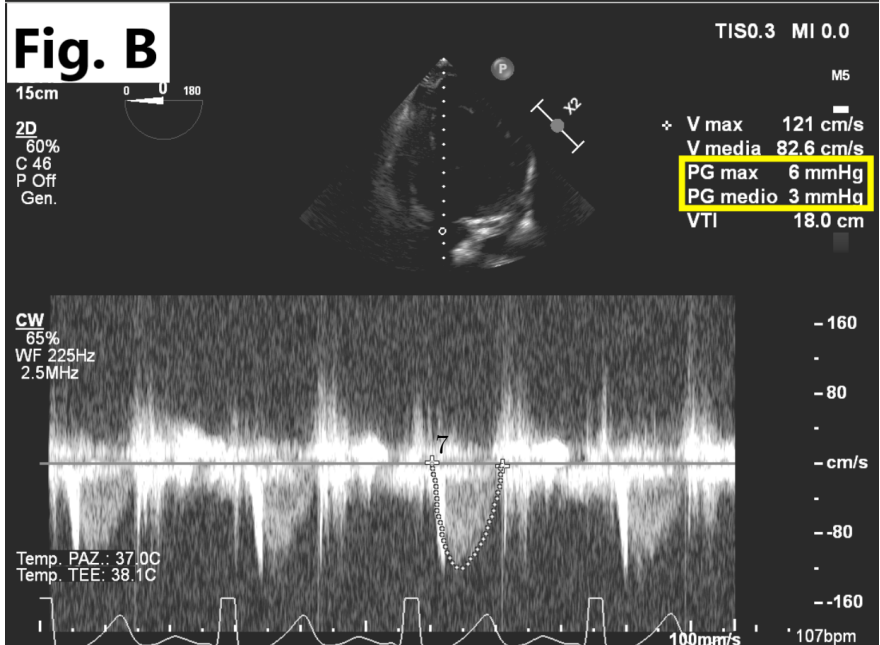 Fig. B
TIS0.3 MI 0.0
15cm
0 0 180
M5
X2
P
2D
60%
C 46
P Off
Gen.
V max 121 cm/s
V media 82.6 cm/s
PG max 6 mmHg
PG medio 3 mmHg
VTI 18.0 cm
CW
65%
WF 225Hz
2.5MHz
160
80
cm/s
-80
-160
7
Temp. PAZ.: 37.0C
Temp. TEE: 38.1C
100mm/s
107bpm